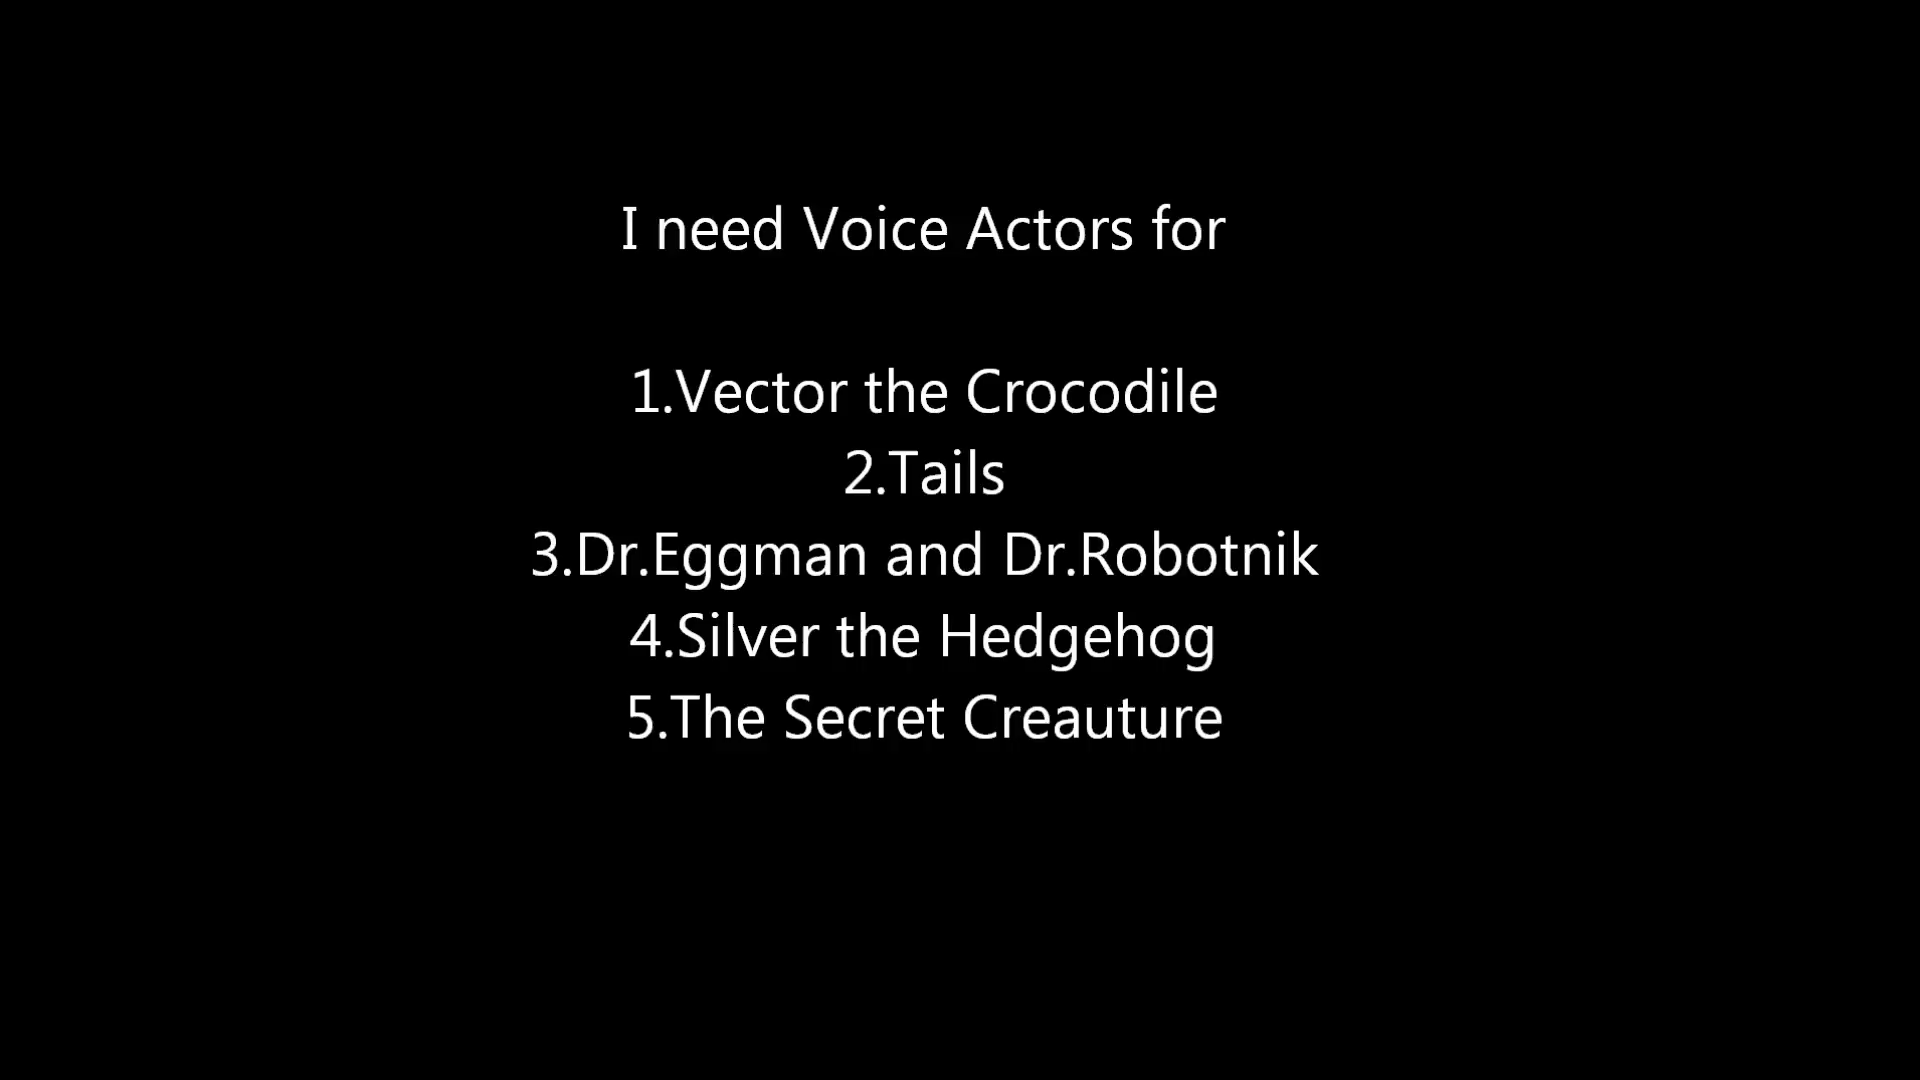 I need Voice Actors for
1.Vector the Crocodile
2.Tails
3.Dr.Eggman and Dr.Robotnik
4.Silver the Hedgehog
5.The Secret Creauture